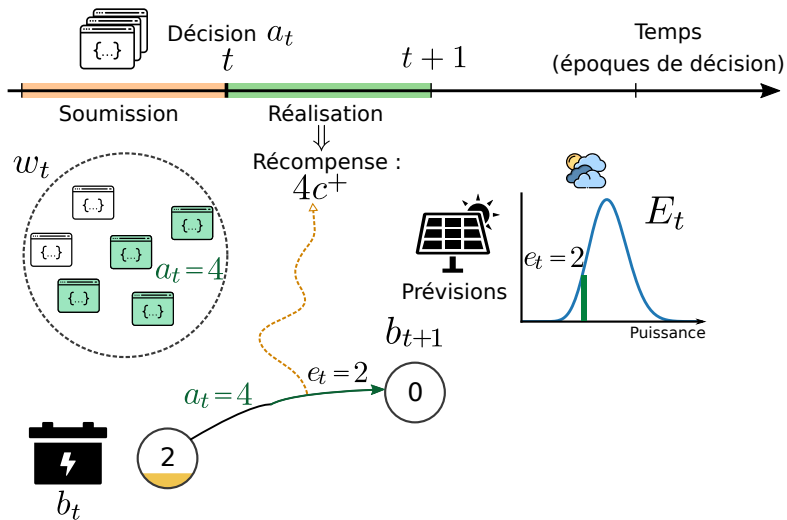 {...}
Décision a_t
t
t + 1
Temps
(époques de décision)
Soumission
Réalisation
⇓
Récompense :
4c⁺
w_t
{...}
{...}
{...}
{...}
{...}
{...}
a_t = 4
Prévisions
E_t
e_t = 2
Puissance
b_{t+1}
0
e_t = 2
a_t = 4
2
b_t